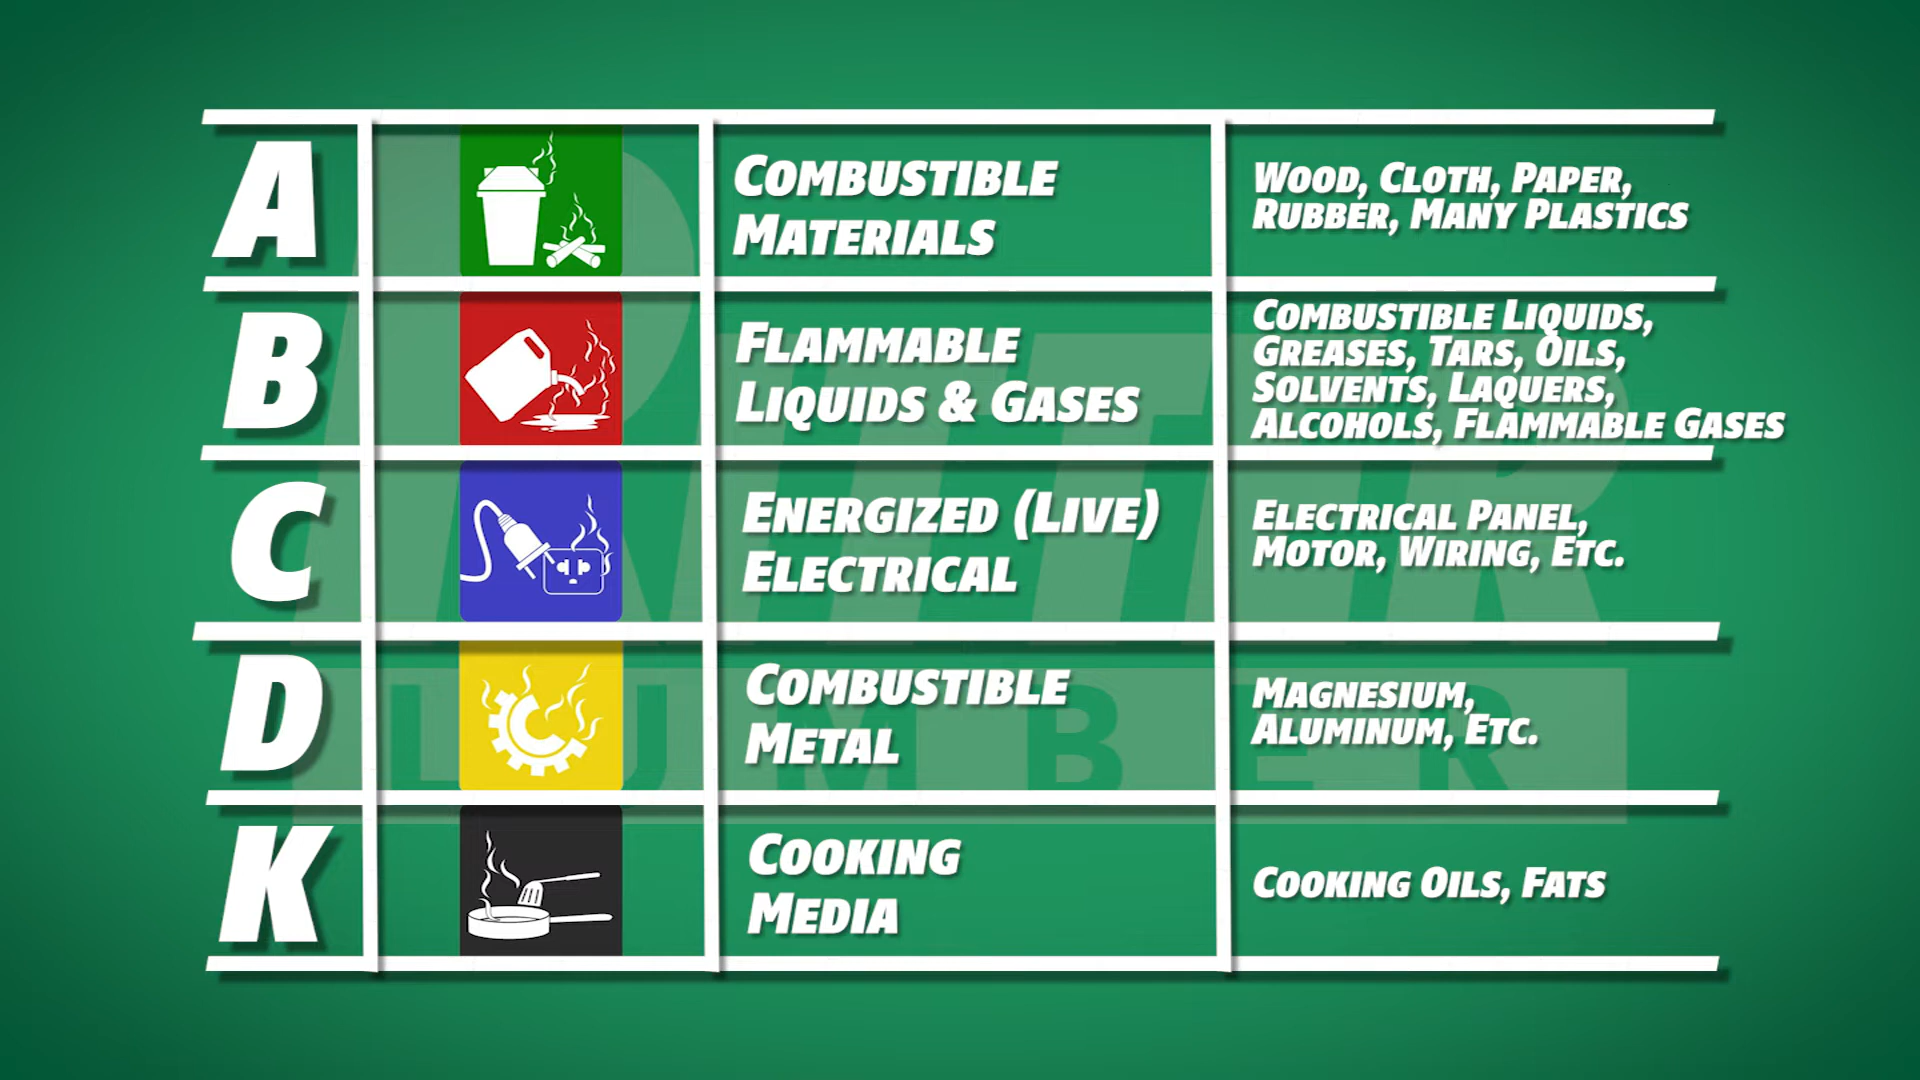 A
Combustible
Materials
Wood, Cloth, Paper,
Rubber, Many Plastics
B
Flammable
Liquids & Gases
Combustible Liquids,
Greases, Tars, Oils,
Solvents, Laquers,
Alcohols, Flammable Gases
C
Energized (Live)
Electrical
Electrical Panel,
Motor, Wiring, Etc.
D
Combustible
Metal
Magnesium,
Aluminum, Etc.
K
Cooking
Media
Cooking Oils, Fats
LUMBER